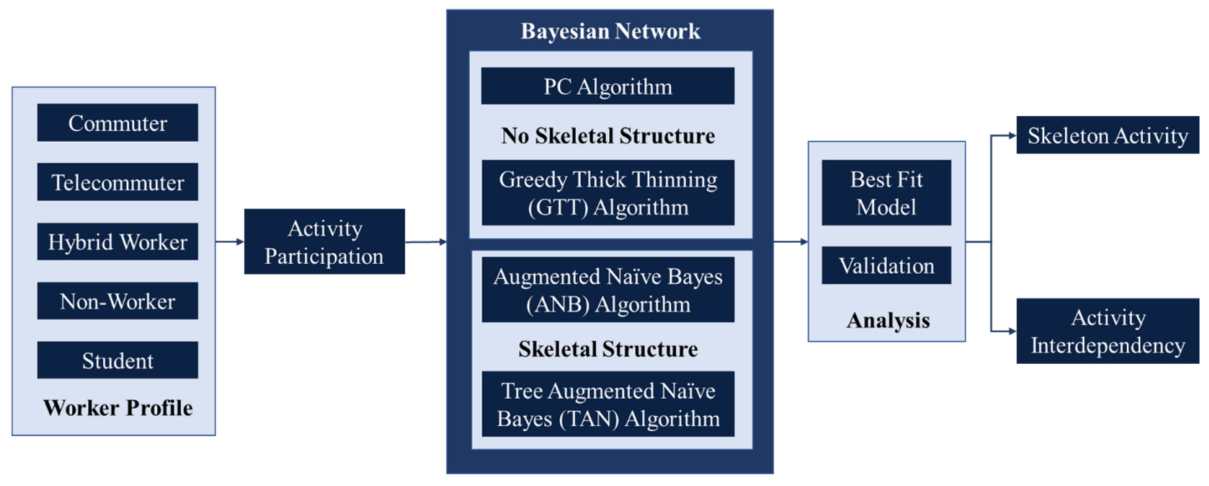 Commuter
Telecommuter
Hybrid Worker
Non-Worker
Student
Worker Profile
Activity
Participation
Bayesian Network
PC Algorithm
No Skeletal Structure
Greedy Thick Thinning
(GTT) Algorithm
Augmented Naïve Bayes
(ANB) Algorithm
Skeletal Structure
Tree Augmented Naïve
Bayes (TAN) Algorithm
Best Fit
Model
Validation
Analysis
Skeleton Activity
Activity
Interdependency